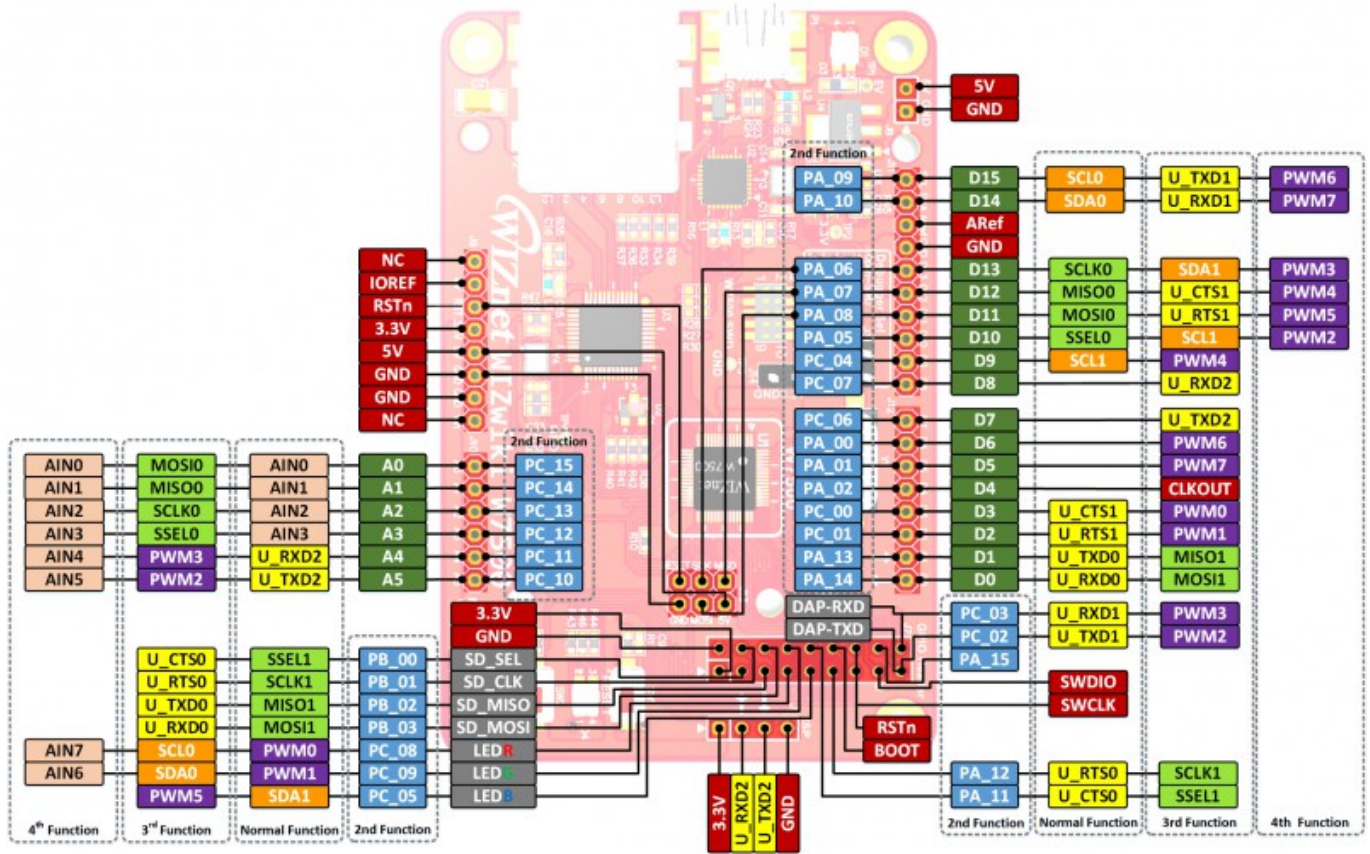 5V
GND
2nd Function
PA_09 D15 SCL0 U_TXD1 PWM6
PA_10 D14 SDA0 U_RXD1 PWM7
ARef
GND
PA_06 D13 SCLK0 SDA1 PWM3
PA_07 D12 MISO0 U_CTS1 PWM4
PA_08 D11 MOSI0 U_RTS1 PWM5
PA_05 D10 SSEL0 SCL1 PWM2
PC_04 D9 SCL1 PWM4
PC_07 D8 U_RXD2
PC_06 D7 U_TXD2
PA_00 D6 PWM6
PA_01 D5 PWM7
PA_02 D4 CLKOUT
PC_00 D3 U_CTS1 PWM0
PC_01 D2 U_RTS1 PWM1
PA_13 D1 U_TXD0 MISO1
PA_14 D0 U_RXD0 MOSI1
NC
IOREF
RSTn
3.3V
5V
GND
GND
NC
WIZnet WIZwiki W7500
2nd Function
AIN0 MOSI0 AIN0 A0 PC_15
AIN1 MISO0 AIN1 A1 PC_14
AIN2 SCLK0 AIN2 A2 PC_13
AIN3 SSEL0 AIN3 A3 PC_12
AIN4 PWM3 U_RXD2 A4 PC_11
AIN5 PWM2 U_TXD2 A5 PC_10
GND MOSI 5V
DAP-RXD PC_03 U_RXD1 PWM3
DAP-TXD PC_02 U_TXD1 PWM2
PA_15
SWDIO
SWCLK
RSTn
BOOT
3.3V
GND
U_CTS0 SSEL1 PB_00 SD_SEL
U_RTS0 SCLK1 PB_01 SD_CLK
U_TXD0 MISO1 PB_02 SD_MISO
U_RXD0 MOSI1 PB_03 SD_MOSI
AIN7 SCL0 PWM0 PC_08 LEDR
AIN6 SDA0 PWM1 PC_09 LEDG
PWM5 SDA1 PC_05 LEDB
3.3V
U_RXD2
U_TXD2
GND
PA_12 U_RTS0 SCLK1
PA_11 U_CTS0 SSEL1
4th Function 3rd Function Normal Function 2nd Function
2nd Function Normal Function 3rd Function 4th Function